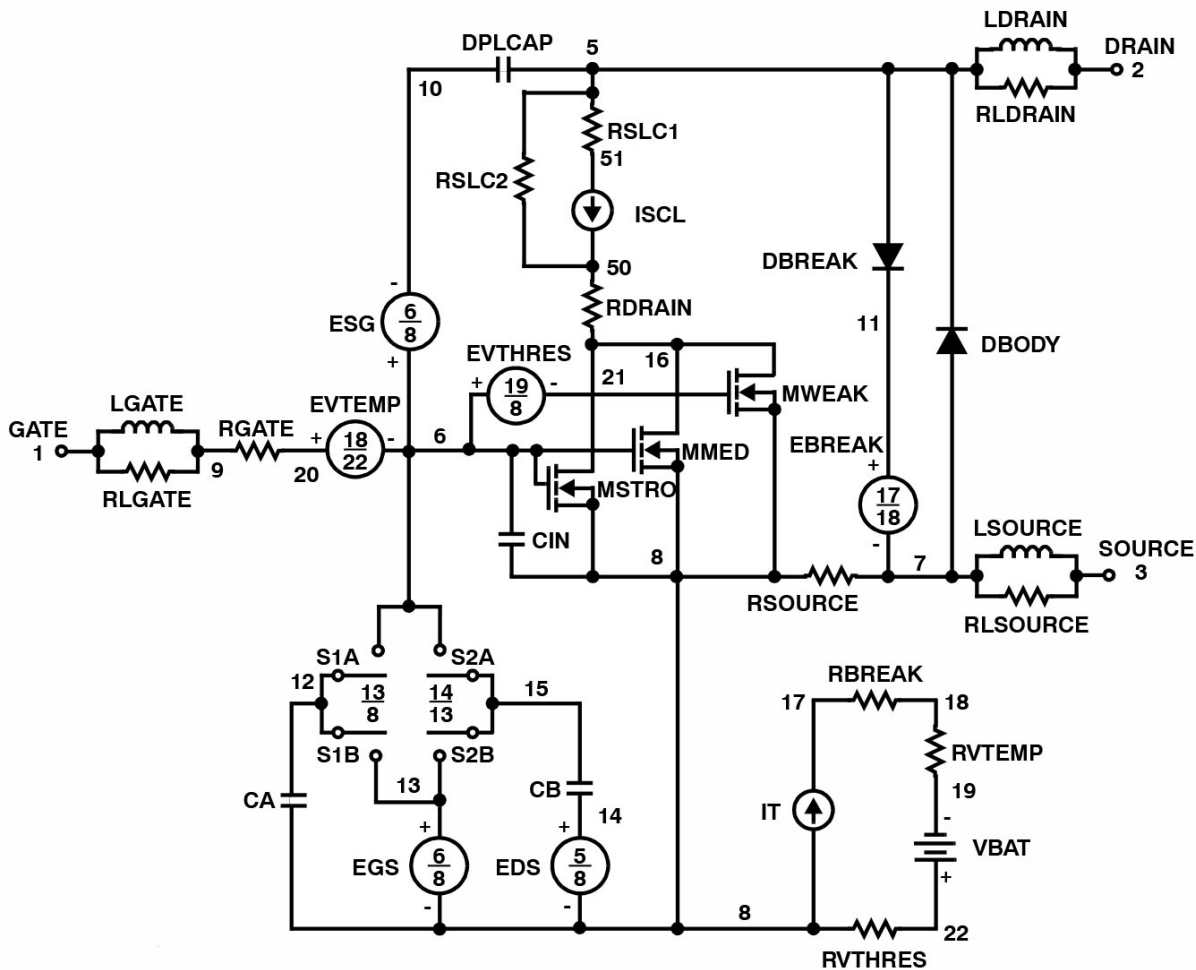 LDRAIN
DPLCAP
5
DRAIN
2
10
RLDRAIN
RSLC1
51
RSLC2
ISCL
50
DBREAK
RDRAIN
-
ESG
6
8
+
11
DBODY
EVTHRES
16
+
19
8
-
21
MWEAK
LGATE
EVTEMP
GATE
1
RGATE
+
18
22
-
6
EBREAK
+
MMED
9
20
RLGATE
MSTRO
17
18
-
LSOURCE
CIN
8
7
SOURCE
3
RSOURCE
RLSOURCE
S1A
S2A
12
13
8
14
13
15
RBREAK
17
18
S1B
S2B
RVTEMP
13
CB
19
CA
14
IT
-
VBAT
+
+
+
EGS
6
8
EDS
5
8
-
-
8
22
RVTHRES